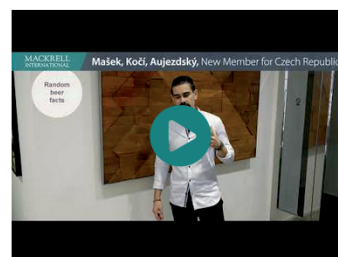 MACKRELL
INTERNATIONAL
Mašek, Kočí, Aujezdský, New Member for Czech Republic
Random
beer
facts